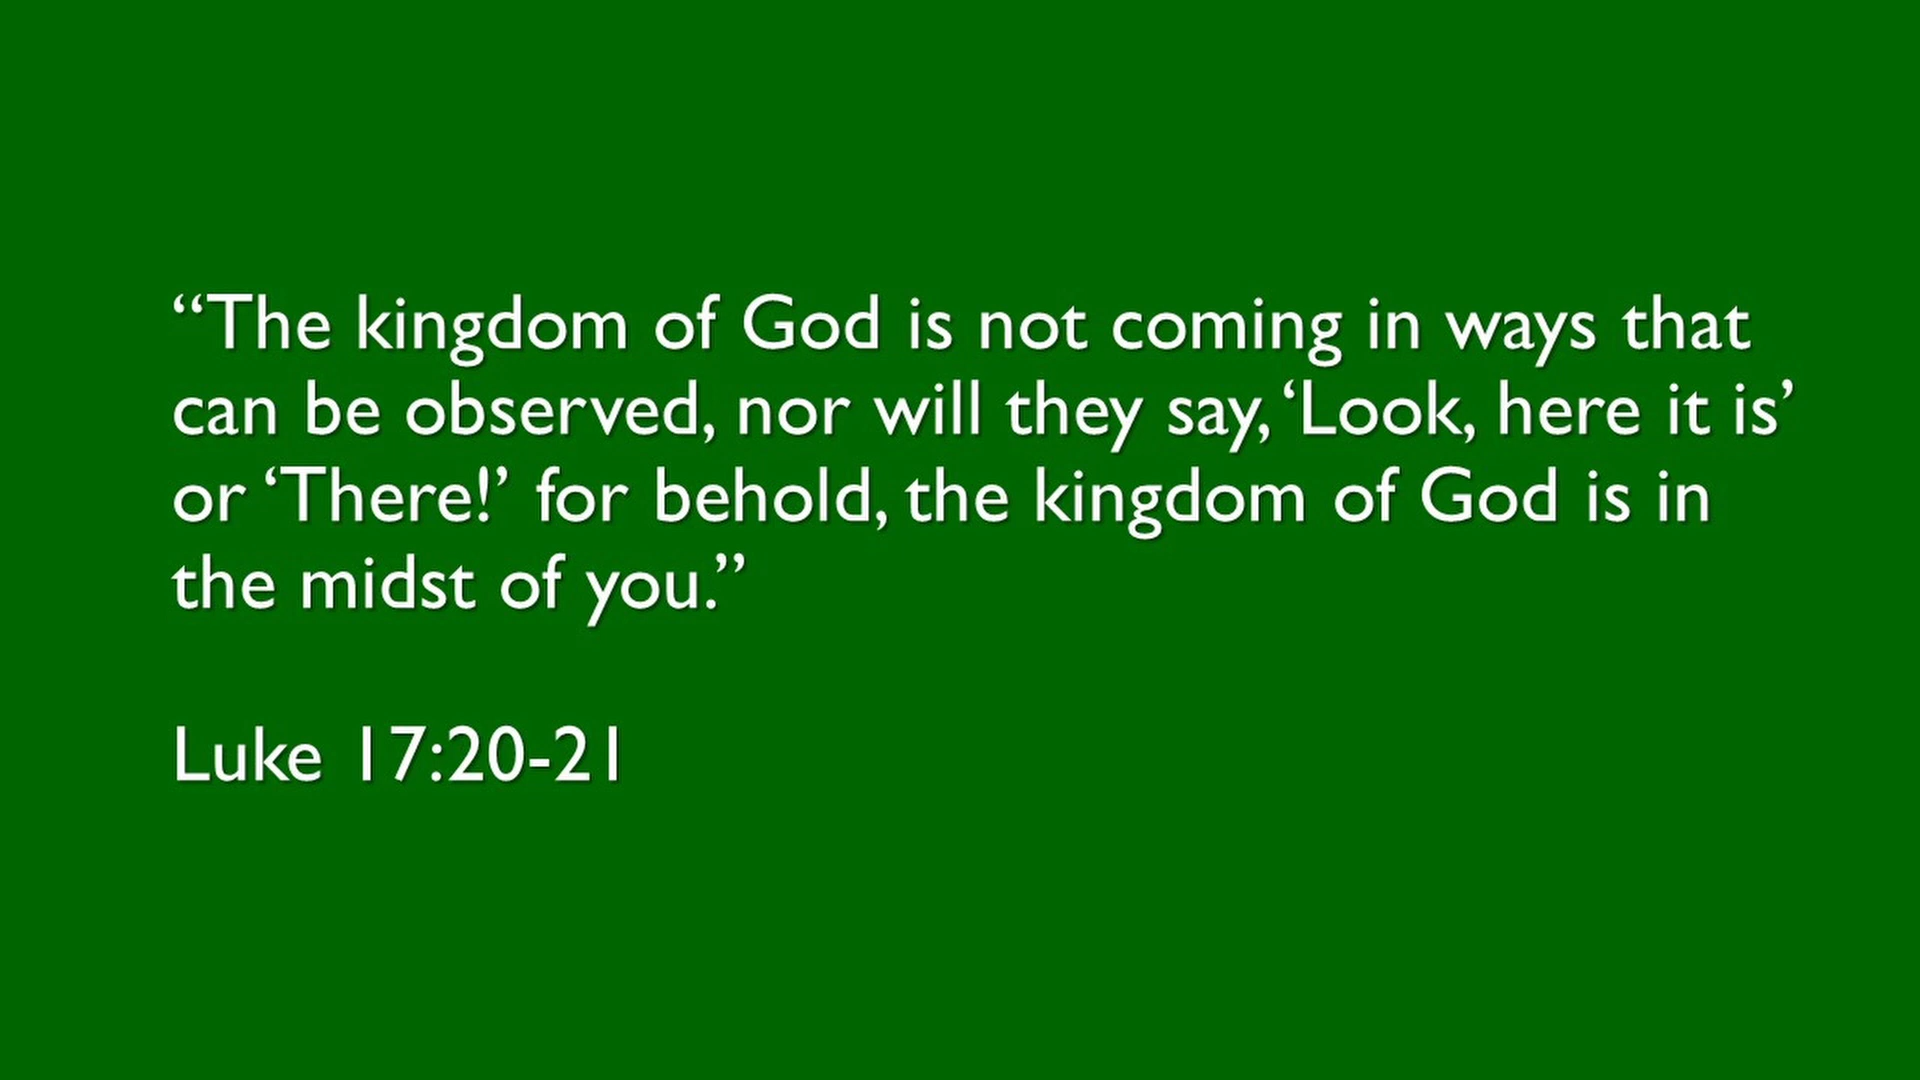 “The kingdom of God is not coming in ways that
can be observed, nor will they say, ‘Look, here it is’
or ‘There!’ for behold, the kingdom of God is in
the midst of you.”
Luke 17:20-21